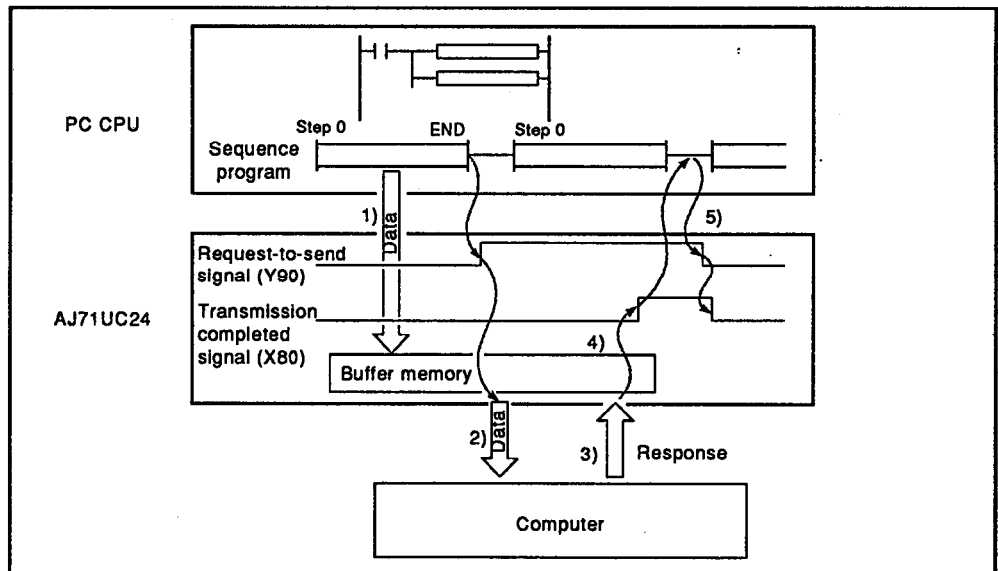 PC CPU
Step 0
END
Step 0
Sequence
program
1)
Data
5)
AJ71UC24
Request-to-send
signal (Y90)
Transmission
completed
signal (X80)
4)
Buffer memory
2)
Data
3)
Response
Computer